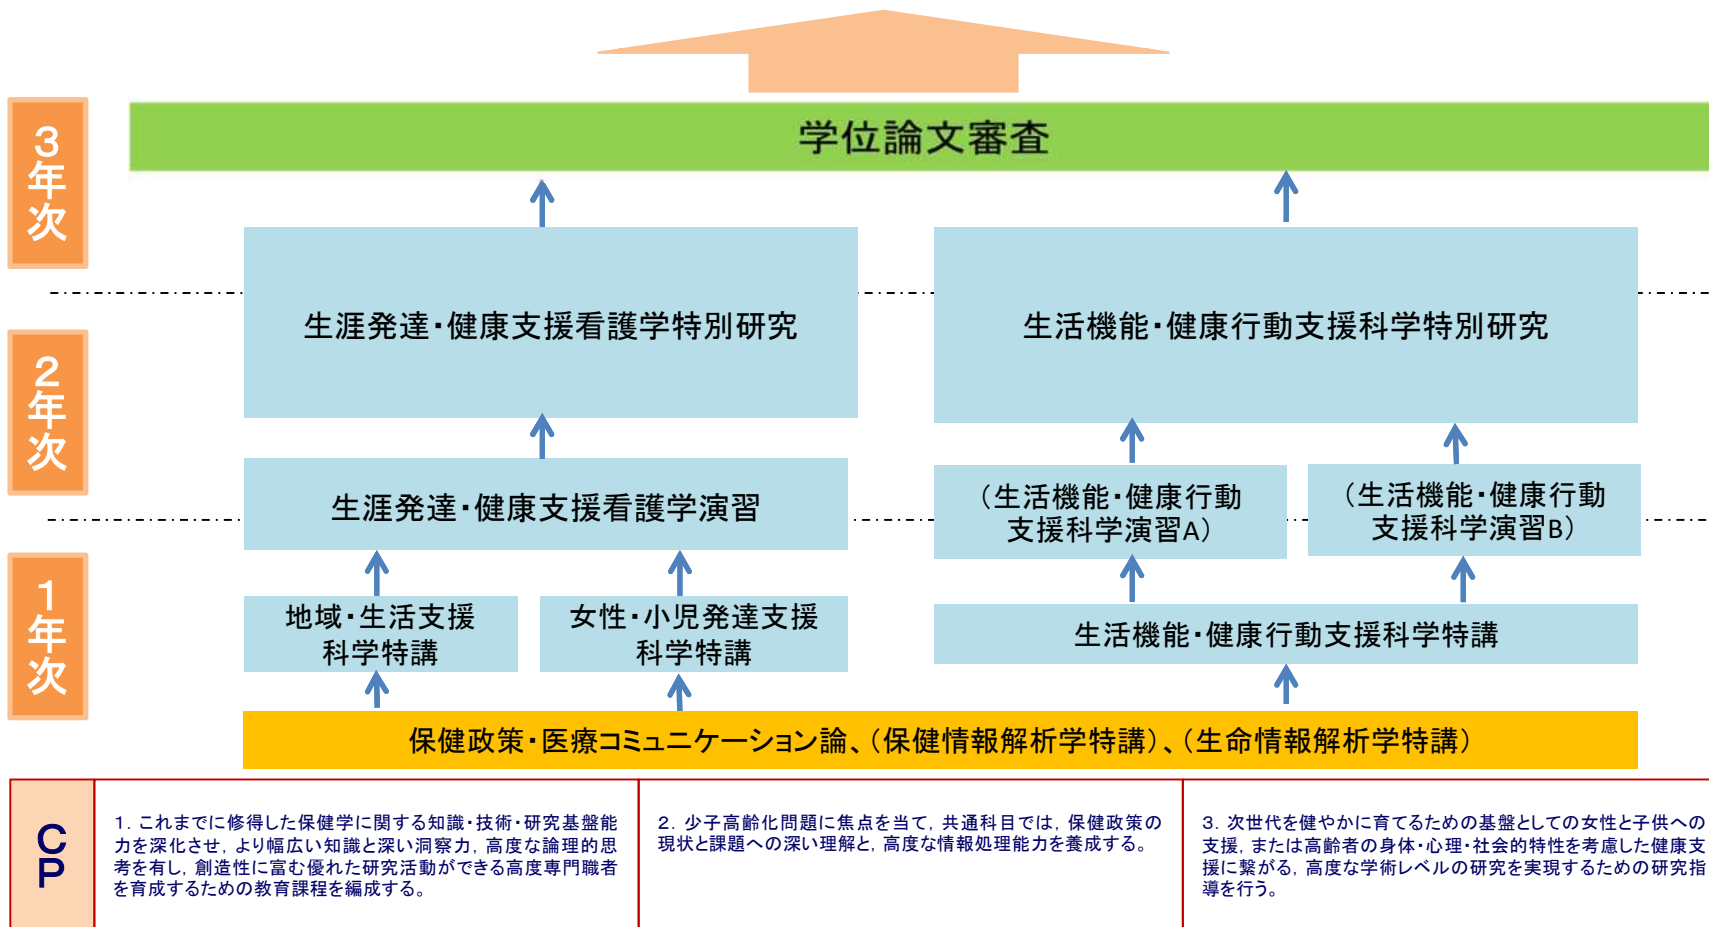 3年次
学位論文審査
生涯発達・健康支援看護学特別研究
生活機能・健康行動支援科学特別研究
2年次
生涯発達・健康支援看護学演習
（生活機能・健康行動
支援科学演習A）
（生活機能・健康行動
支援科学演習B）
1年次
地域・生活支援
科学特講
女性・小児発達支援
科学特講
生活機能・健康行動支援科学特講
保健政策・医療コミュニケーション論、（保健情報解析学特講）、（生命情報解析学特講）
CP
1. これまでに修得した保健学に関する知識・技術・研究基盤能
力を深化させ, より幅広い知識と深い洞察力, 高度な論理的思
考を有し, 創造性に富む優れた研究活動ができる高度専門職者
を育成するための教育課程を編成する。
2. 少子高齢化問題に焦点を当て, 共通科目では, 保健政策の
現状と課題への深い理解と, 高度な情報処理能力を養成する。
3. 次世代を健やかに育てるための基盤としての女性と子供への
支援, または高齢者の身体・心理・社会的特性を考慮した健康支
援に繋がる, 高度な学術レベルの研究を実現するための研究指
導を行う。